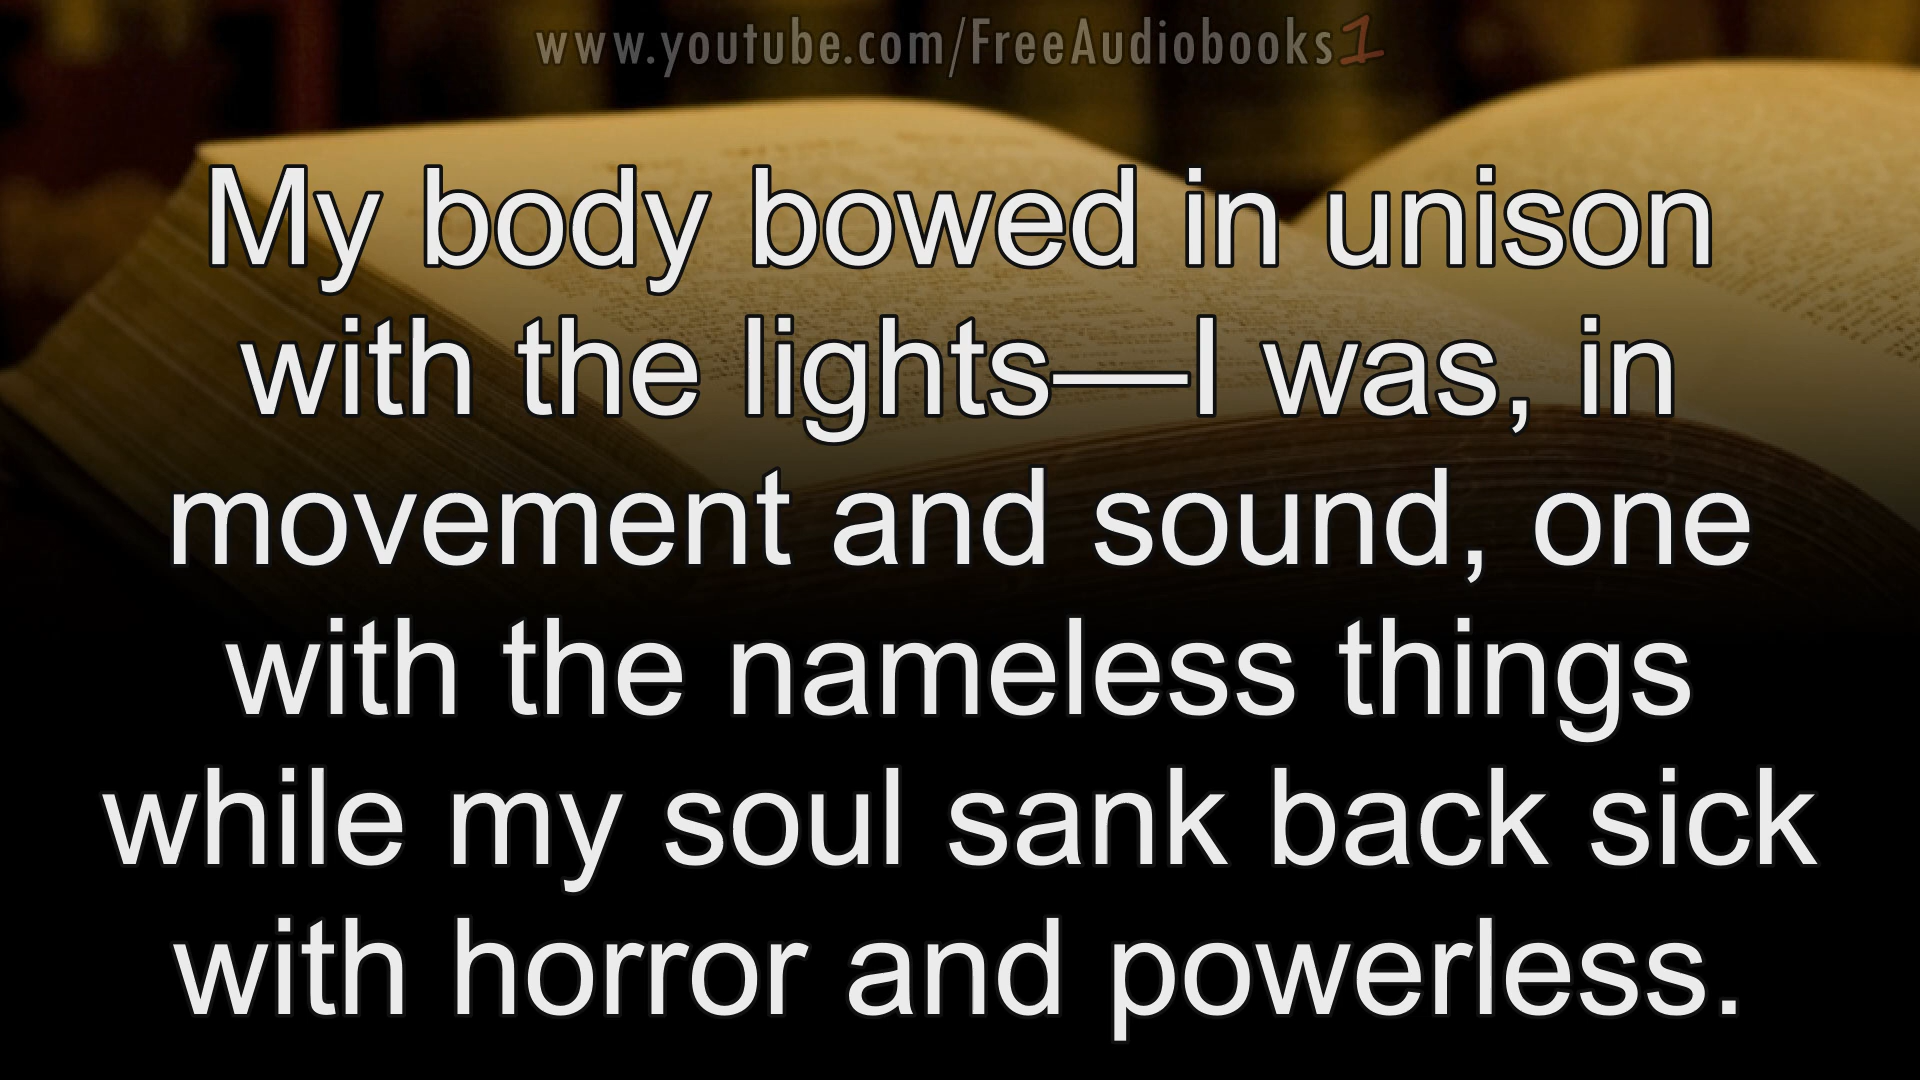 www.youtube.com/FreeAudiobooks1
My body bowed in unison
with the lights—I was, in
movement and sound, one
with the nameless things
while my soul sank back sick
with horror and powerless.